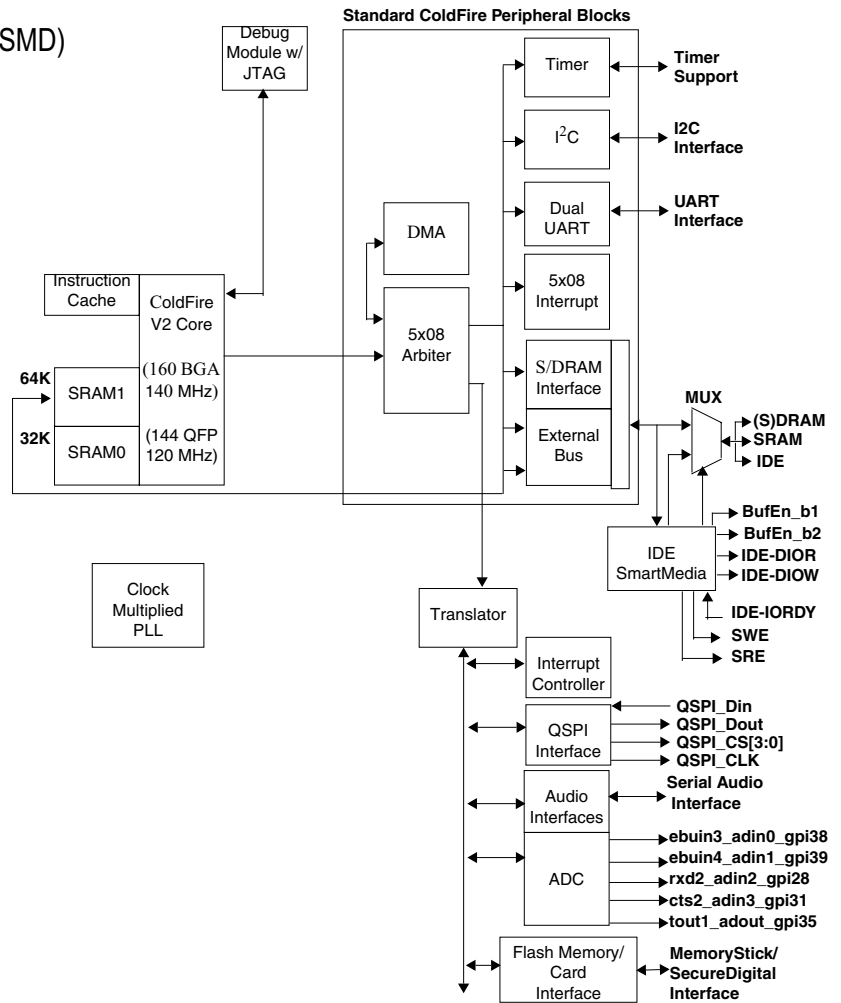 SMD)
Standard ColdFire Peripheral Blocks
Debug
Module w/
JTAG
Timer
Timer
Support
I²C
I2C
Interface
Dual
UART
UART
Interface
DMA
5x08
Interrupt
Instruction
Cache
ColdFire
V2 Core
(160 BGA
140 MHz)
(144 QFP
120 MHz)
5x08
Arbiter
64K
SRAM1
32K
SRAM0
S/DRAM
Interface
External
Bus
MUX
(S)DRAM
SRAM
IDE
BufEn_b1
BufEn_b2
IDE-DIOR
IDE-DIOW
IDE
SmartMedia
IDE-IORDY
SWE
SRE
Clock
Multiplied
PLL
Translator
Interrupt
Controller
QSPI
Interface
QSPI_Din
QSPI_Dout
QSPI_CS[3:0]
QSPI_CLK
Audio
Interfaces
Serial Audio
Interface
ADC
ebuin3_adin0_gpi38
ebuin4_adin1_gpi39
rxd2_adin2_gpi28
cts2_adin3_gpi31
tout1_adout_gpi35
Flash Memory/
Card
Interface
MemoryStick/
SecureDigital
Interface